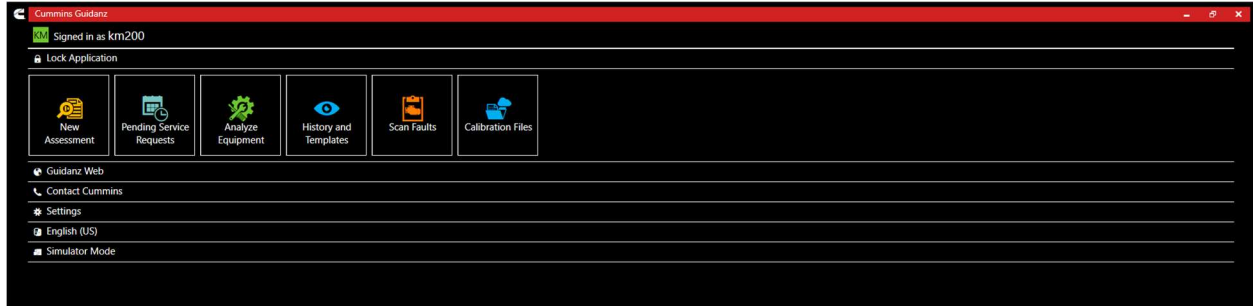 Cummins Guidanz
KM Signed in as km200
Lock Application
New
Assessment
Pending Service
Requests
Analyze
Equipment
History and
Templates
Scan Faults
Calibration Files
Guidanz Web
Contact Cummins
Settings
English (US)
Simulator Mode